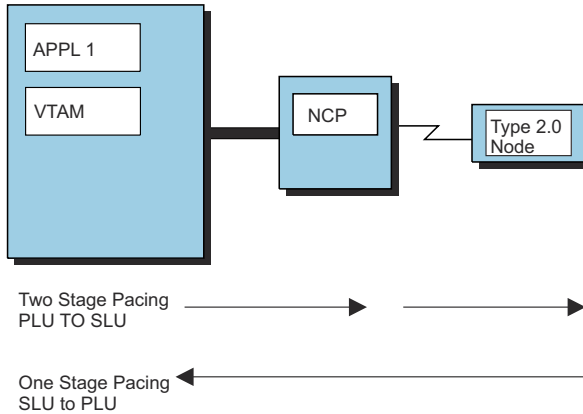 APPL 1
VTAM
NCP
Type 2.0
Node
Two Stage Pacing
PLU TO SLU
One Stage Pacing
SLU to PLU